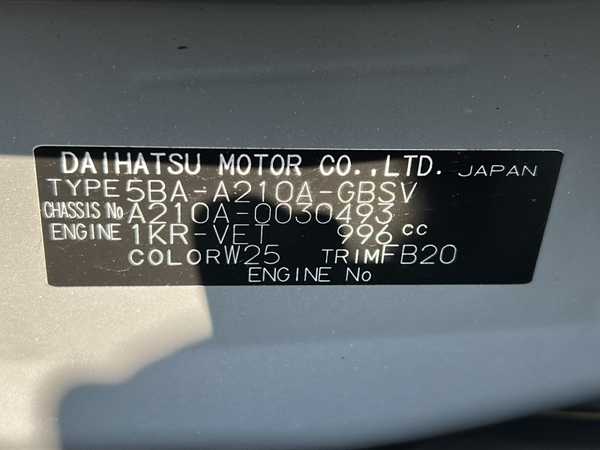 DAIHATSU MOTOR CO.,LTD. JAPAN
TYPE 5BA-A210A-GBSV
CHASSIS No A210A-0030493
ENGINE 1KR-VET 996 cc
COLOR W25 TRIM FB20
ENGINE No